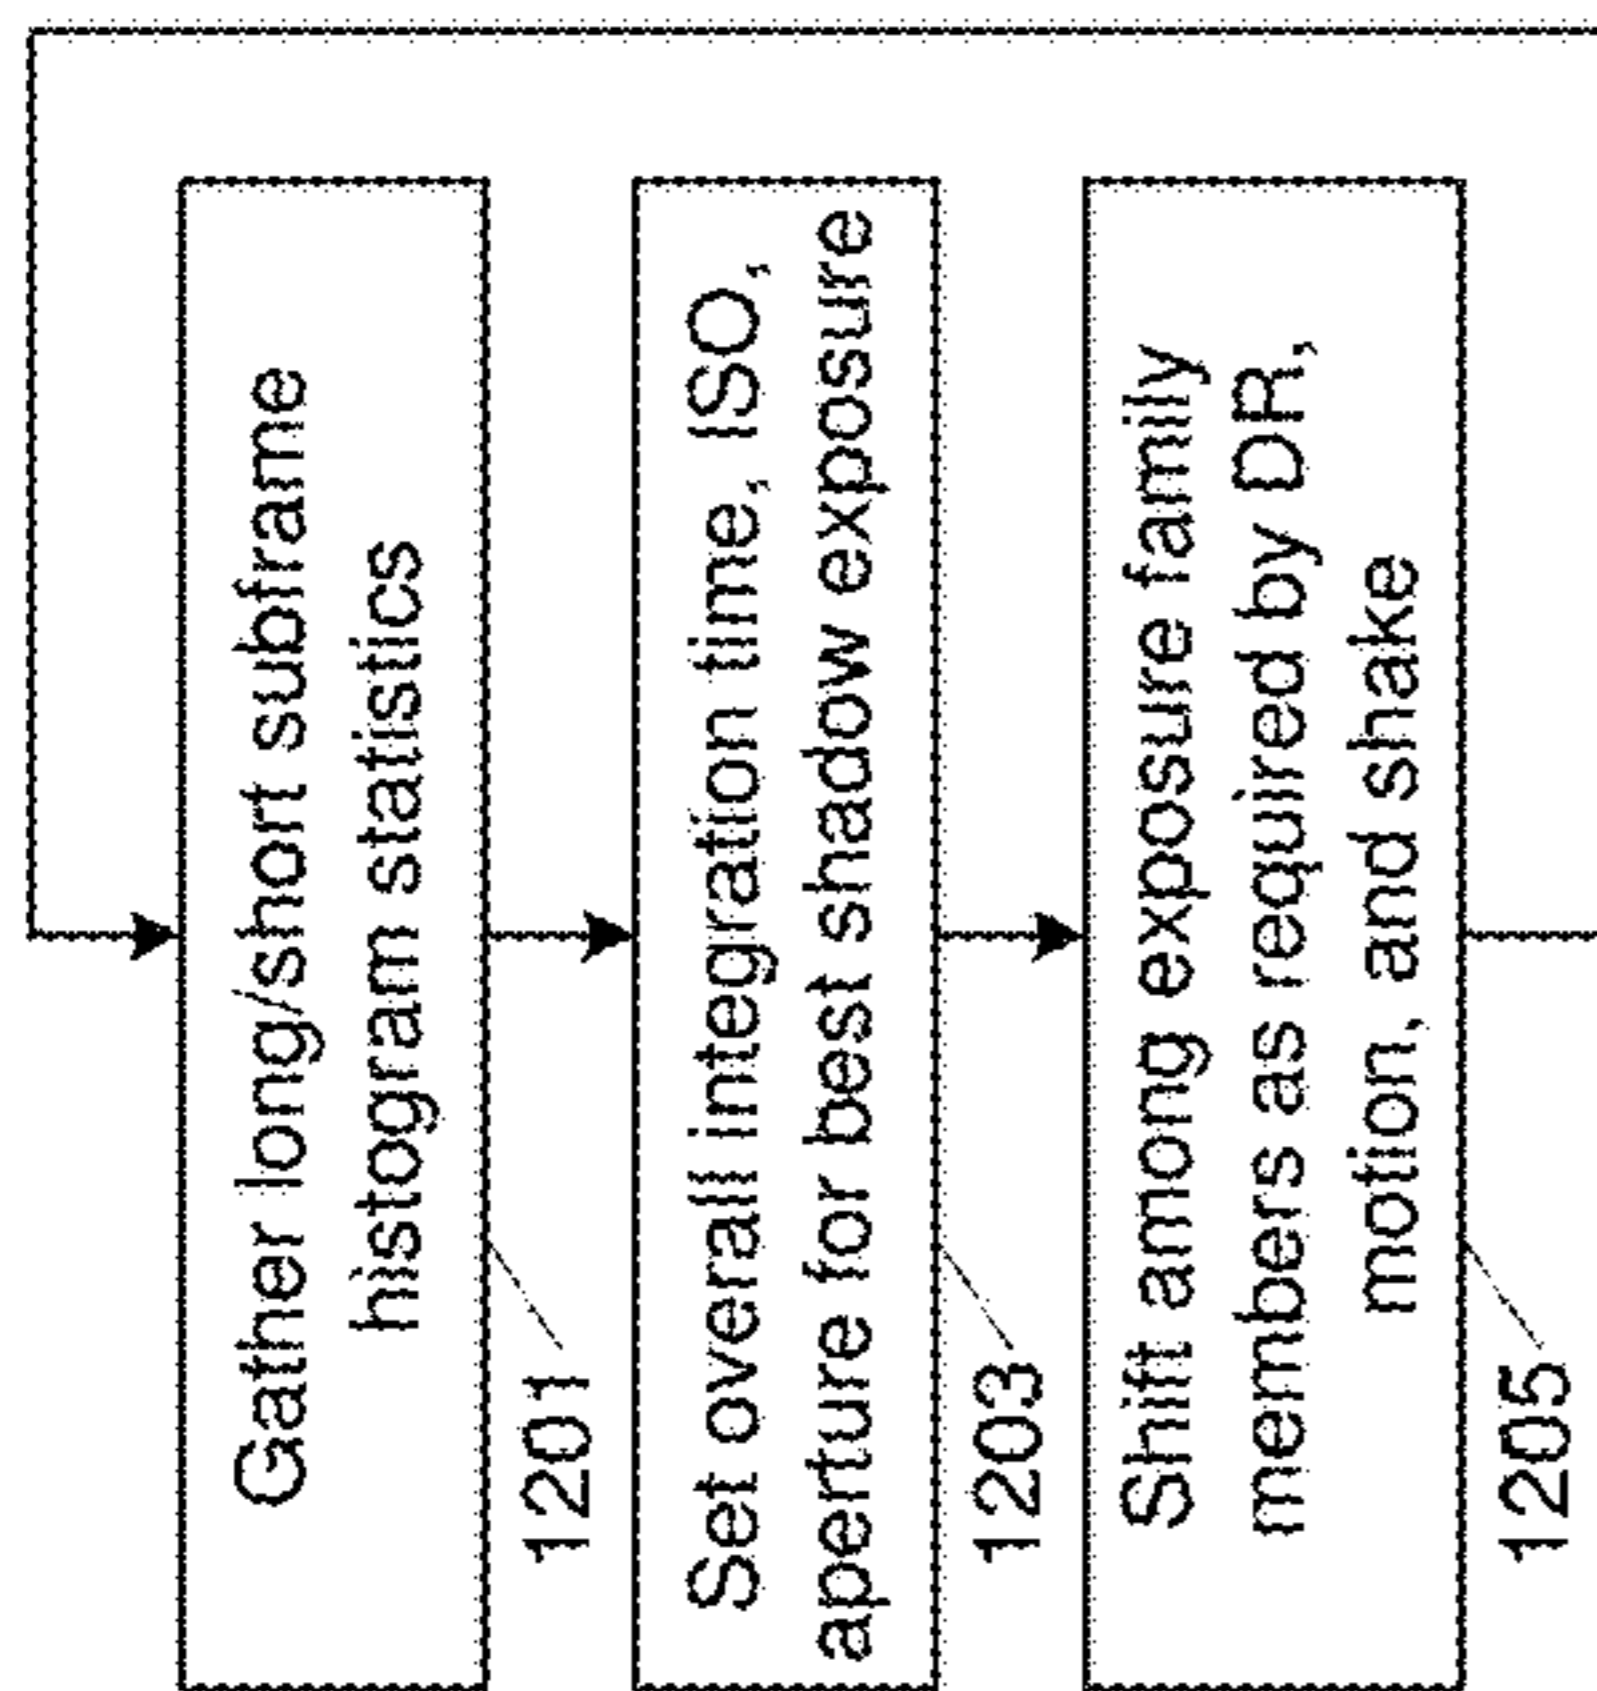 Gather long/short subframe
histogram statistics
1201
Set overall integration time, ISO,
aperture for best shadow exposure
1203
Shift among exposure family
members as required by DR,
motion, and shake
1205